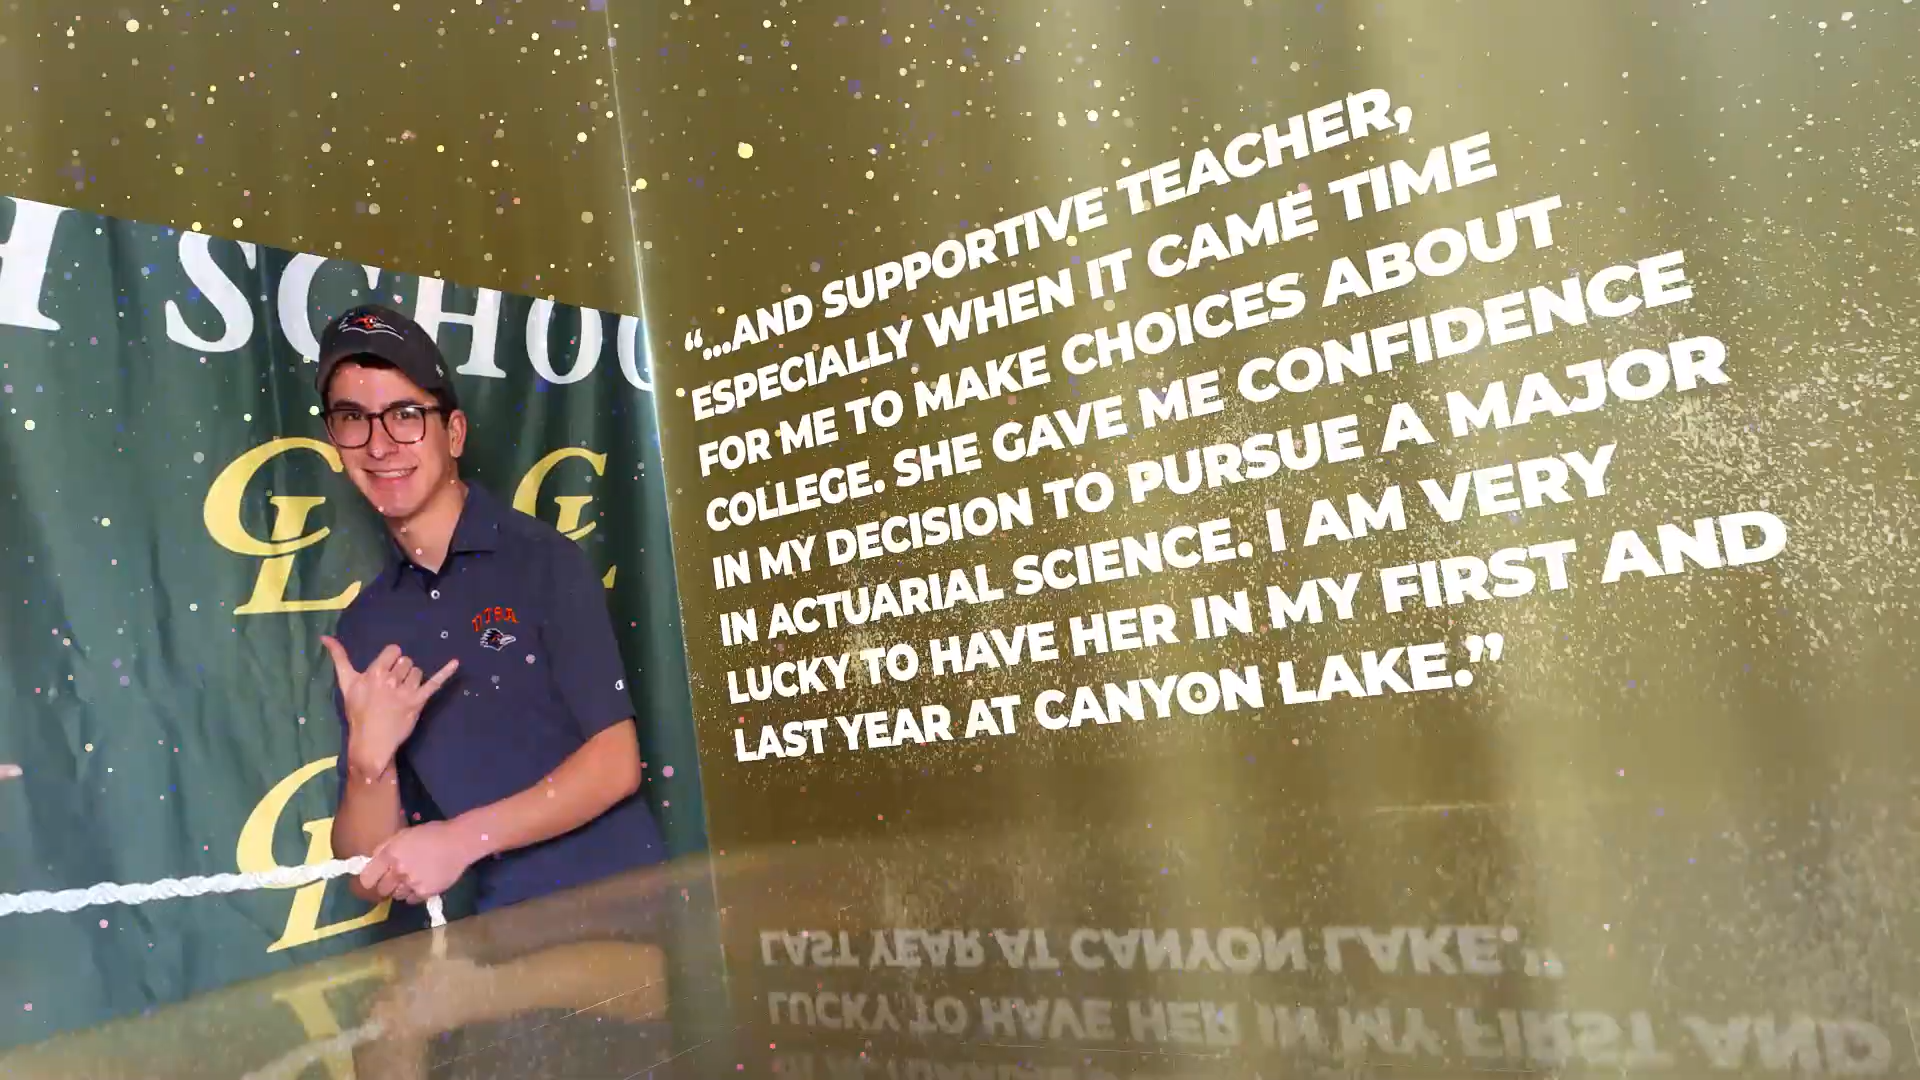 H SCHOO
CL CL
UTSA
CL
“...AND SUPPORTIVE TEACHER,
ESPECIALLY WHEN IT CAME TIME
FOR ME TO MAKE CHOICES ABOUT
COLLEGE. SHE GAVE ME CONFIDENCE
IN MY DECISION TO PURSUE A MAJOR
IN ACTUARIAL SCIENCE. I AM VERY
LUCKY TO HAVE HER IN MY FIRST AND
LAST YEAR AT CANYON LAKE.”